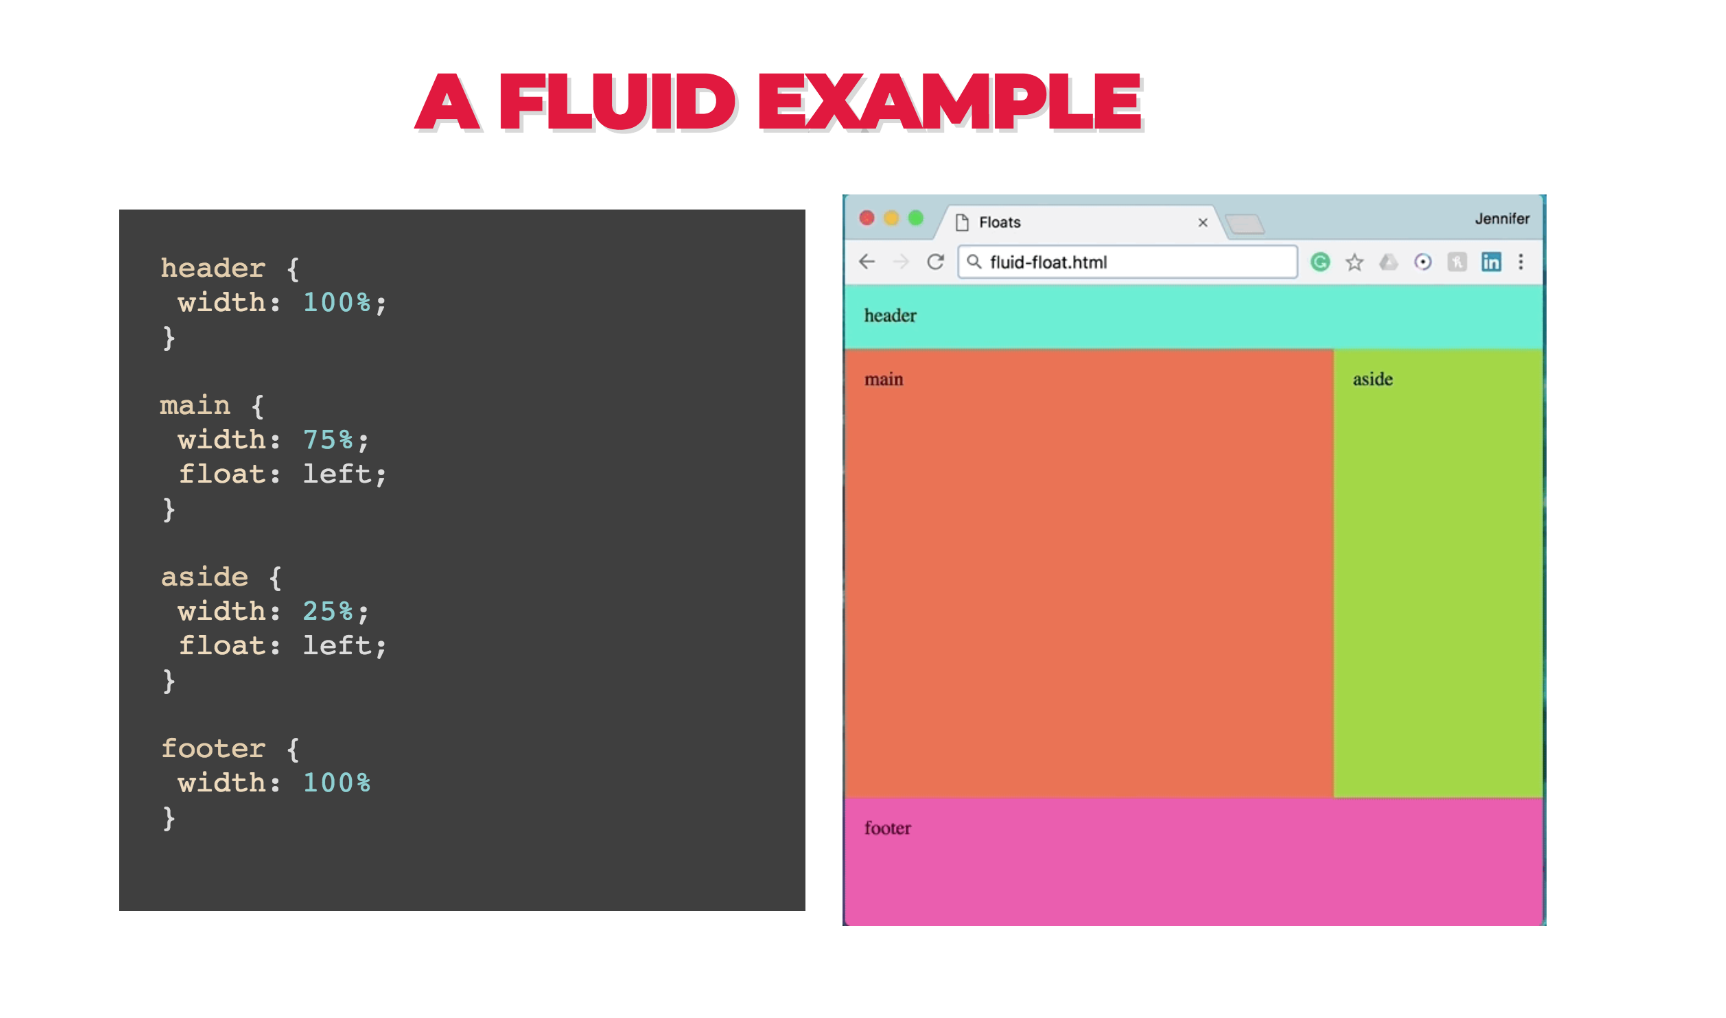 A FLUID EXAMPLE
header {
 width: 100%;
}
main {
 width: 75%;
 float: left;
}
aside {
 width: 25%;
 float: left;
}
footer {
 width: 100%
}
Floats
Jennifer
fluid-float.html
in
header
main
aside
footer